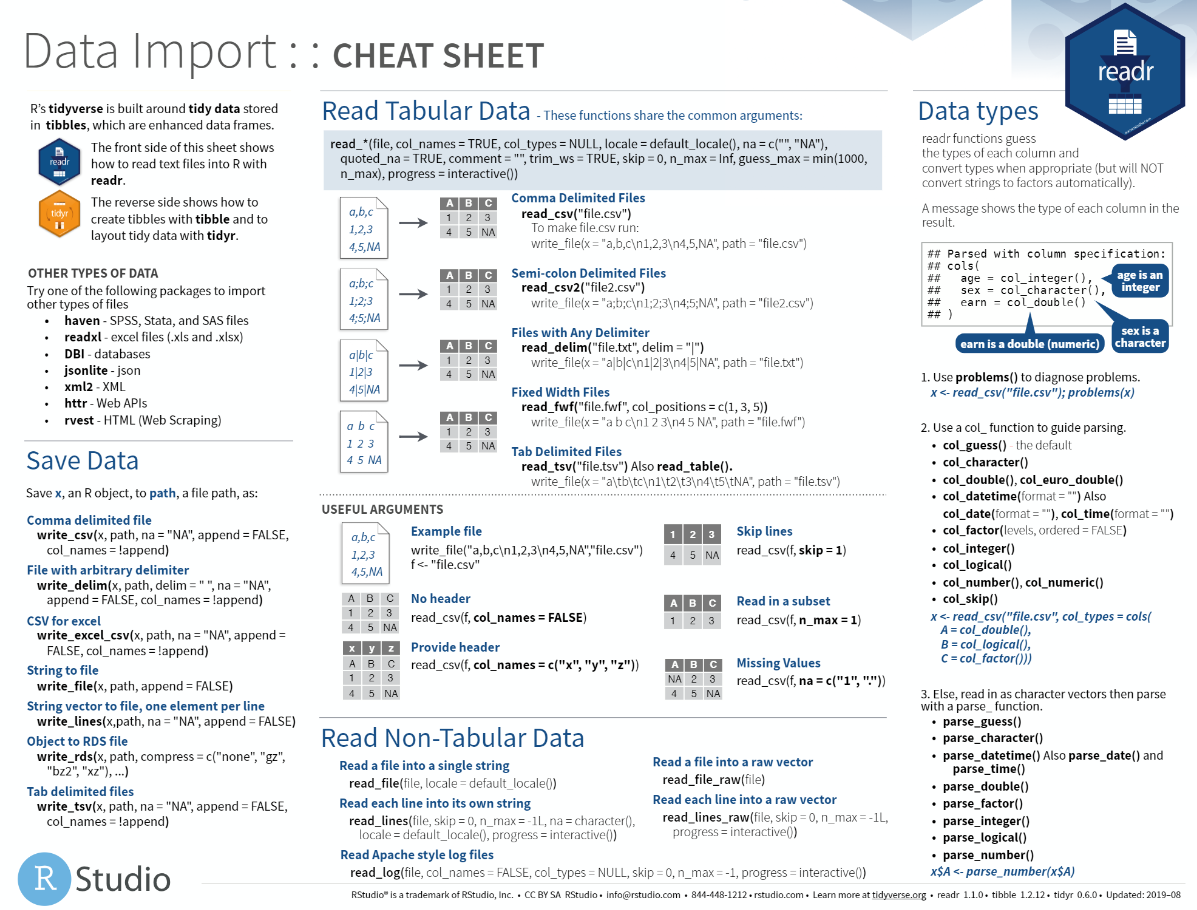 Data Import : : CHEAT SHEET
readr
R's tidyverse is built around tidy data stored
in tibbles, which are enhanced data frames.
readr
The front side of this sheet shows
how to read text files into R with
readr.
tidyr
The reverse side shows how to
create tibbles with tibble and to
layout tidy data with tidyr.
OTHER TYPES OF DATA
Try one of the following packages to import
other types of files
• haven - SPSS, Stata, and SAS files
• readxl - excel files (.xls and .xlsx)
• DBI - databases
• jsonlite - json
• xml2 - XML
• httr - Web APIs
• rvest - HTML (Web Scraping)
Save Data
Save x, an R object, to path, a file path, as:
Comma delimited file
write_csv(x, path, na = "NA", append = FALSE,
col_names = !append)
File with arbitrary delimiter
write_delim(x, path, delim = " ", na = "NA",
append = FALSE, col_names = !append)
CSV for excel
write_excel_csv(x, path, na = "NA", append =
FALSE, col_names = !append)
String to file
write_file(x, path, append = FALSE)
String vector to file, one element per line
write_lines(x,path, na = "NA", append = FALSE)
Object to RDS file
write_rds(x, path, compress = c("none", "gz",
"bz2", "xz"), ...)
Tab delimited files
write_tsv(x, path, na = "NA", append = FALSE,
col_names = !append)
Read Tabular Data - These functions share the common arguments:
read_*(file, col_names = TRUE, col_types = NULL, locale = default_locale(), na = c("", "NA"),
quoted_na = TRUE, comment = "", trim_ws = TRUE, skip = 0, n_max = Inf, guess_max = min(1000,
n_max), progress = interactive())
a,b,c
1,2,3
4,5,NA
A B C
1 2 3
4 5 NA
Comma Delimited Files
read_csv("file.csv")
To make file.csv run:
write_file(x = "a,b,c\n1,2,3\n4,5,NA", path = "file.csv")
a;b;c
1;2;3
4;5;NA
A B C
1 2 3
4 5 NA
Semi-colon Delimited Files
read_csv2("file2.csv")
write_file(x = "a;b;c\n1;2;3\n4;5;NA", path = "file2.csv")
a|b|c
1|2|3
4|5|NA
A B C
1 2 3
4 5 NA
Files with Any Delimiter
read_delim("file.txt", delim = "|")
write_file(x = "a|b|c\n1|2|3\n4|5|NA", path = "file.txt")
a b c
1 2 3
4 5 NA
A B C
1 2 3
4 5 NA
Fixed Width Files
read_fwf("file.fwf", col_positions = c(1, 3, 5))
write_file(x = "a b c\n1 2 3\n4 5 NA", path = "file.fwf")
Tab Delimited Files
read_tsv("file.tsv") Also read_table().
write_file(x = "a\tb\tc\n1\t2\t3\n4\t5\tNA", path = "file.tsv")
USEFUL ARGUMENTS
a,b,c
1,2,3
4,5,NA
Example file
write_file("a,b,c\n1,2,3\n4,5,NA","file.csv")
f <- "file.csv"
A B C
1 2 3
4 5 NA
No header
read_csv(f, col_names = FALSE)
x y z
A B C
1 2 3
4 5 NA
Provide header
read_csv(f, col_names = c("x", "y", "z"))
1 2 3
4 5 NA
Skip lines
read_csv(f, skip = 1)
A B C
1 2 3
Read in a subset
read_csv(f, n_max = 1)
A B C
NA 2 3
4 5 NA
Missing Values
read_csv(f, na = c("1", "."))
Read Non-Tabular Data
Read a file into a single string
read_file(file, locale = default_locale())
Read each line into its own string
read_lines(file, skip = 0, n_max = -1L, na = character(),
locale = default_locale(), progress = interactive())
Read Apache style log files
read_log(file, col_names = FALSE, col_types = NULL, skip = 0, n_max = -1, progress = interactive())
Read a file into a raw vector
read_file_raw(file)
Read each line into a raw vector
read_lines_raw(file, skip = 0, n_max = -1L,
progress = interactive())
Data types
readr functions guess
the types of each column and
convert types when appropriate (but will NOT
convert strings to factors automatically).
A message shows the type of each column in the
result.
## Parsed with column specification:
## cols(
## age = col_integer(),
## sex = col_character(),
## earn = col_double()
## )
age is an
integer
sex is a
character
earn is a double (numeric)
1. Use problems() to diagnose problems.
x <- read_csv("file.csv"); problems(x)
2. Use a col_ function to guide parsing.
• col_guess() - the default
• col_character()
• col_double(), col_euro_double()
• col_datetime(format = "") Also
col_date(format = ""), col_time(format = "")
• col_factor(levels, ordered = FALSE)
• col_integer()
• col_logical()
• col_number(), col_numeric()
• col_skip()
x <- read_csv("file.csv", col_types = cols(
A = col_double(),
B = col_logical(),
C = col_factor()))
3. Else, read in as character vectors then parse
with a parse_ function.
• parse_guess()
• parse_character()
• parse_datetime() Also parse_date() and
parse_time()
• parse_double()
• parse_factor()
• parse_integer()
• parse_logical()
• parse_number()
x$A <- parse_number(x$A)
R Studio
RStudio® is a trademark of RStudio, Inc. • CC BY SA RStudio • info@rstudio.com • 844-448-1212 • rstudio.com • Learn more at tidyverse.org • readr 1.1.0 • tibble 1.2.12 • tidyr 0.6.0 • Updated: 2019–08